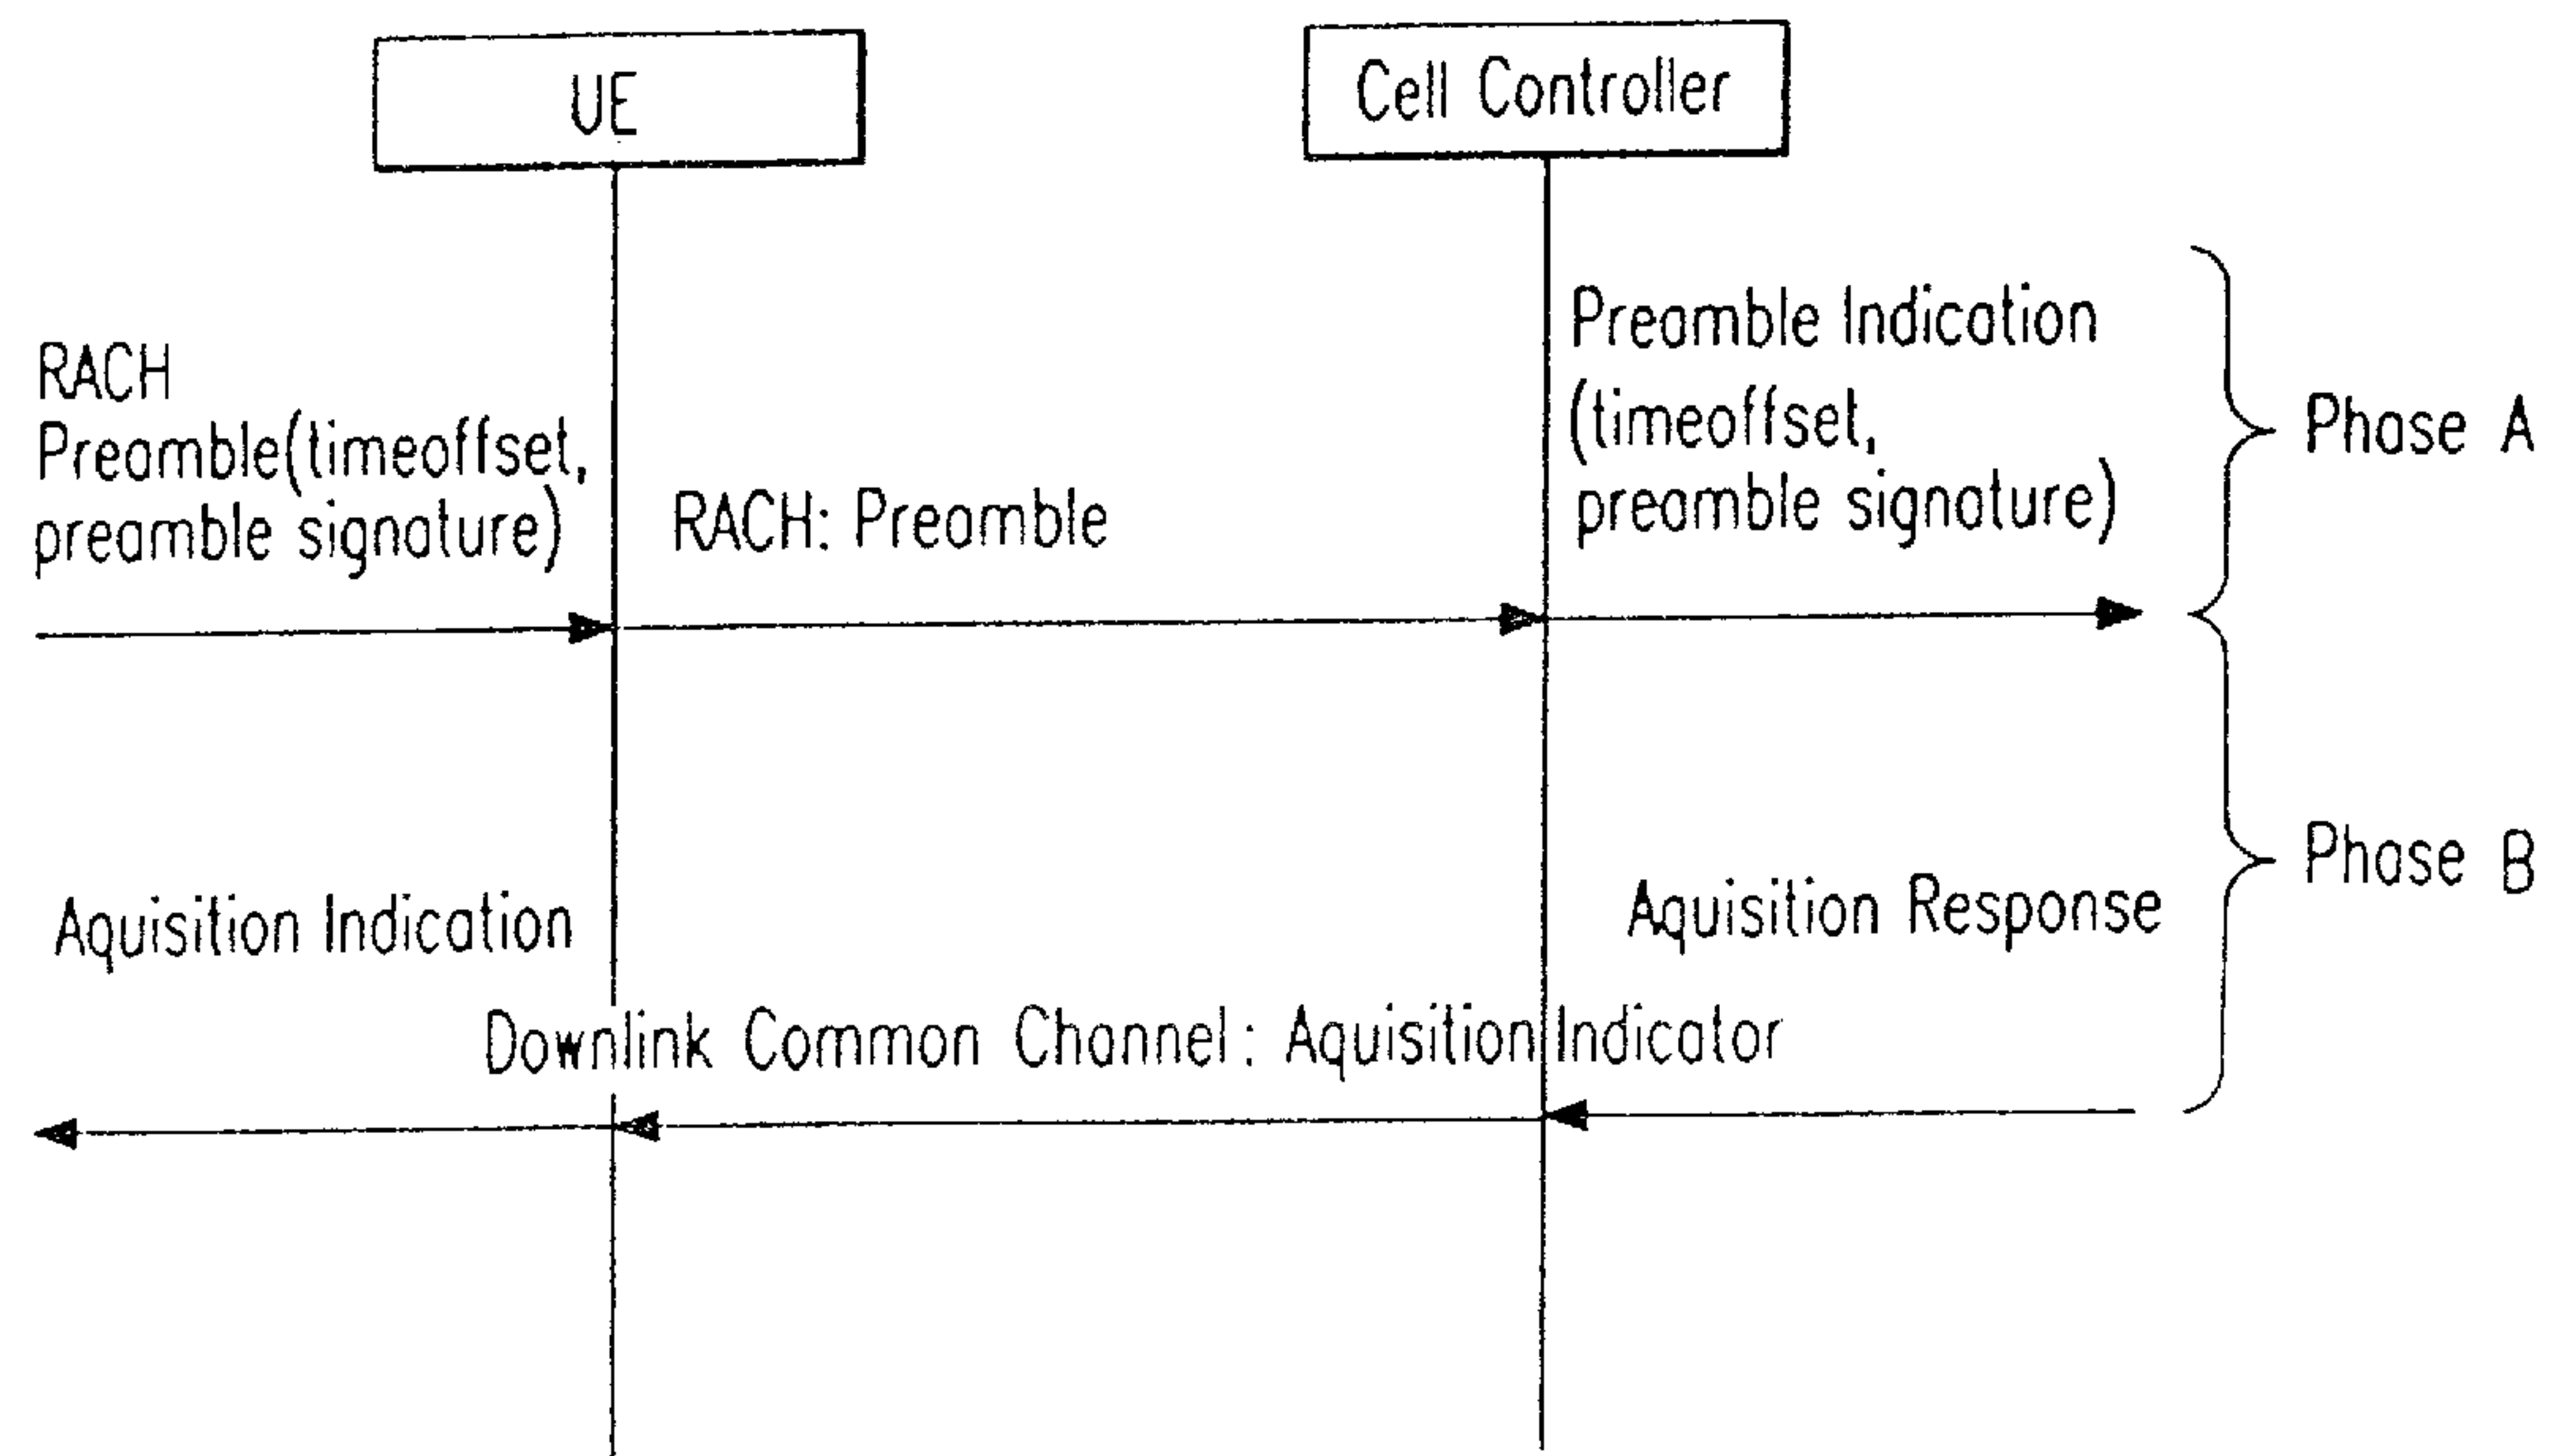 UE
Cell Controller
Preamble Indication
(timeoffset,
preamble signature)
Phase A
RACH
Preamble(timeoffset,
preamble signature)
RACH: Preamble
Phase B
Aquisition Indication
Aquisition Response
Downlink Common Channel: Aquisition Indicator